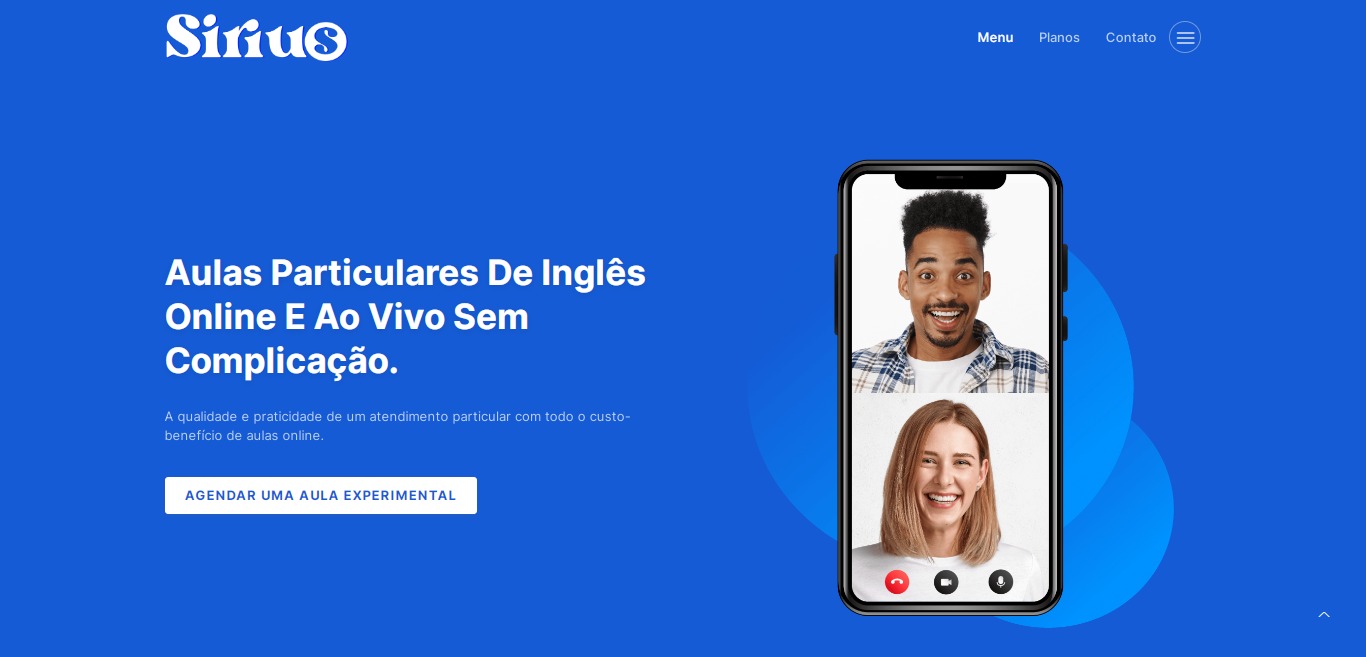 Sirius
Menu Planos Contato
Aulas Particulares De Inglês
Online E Ao Vivo Sem
Complicação.
A qualidade e praticidade de um atendimento particular com todo o custo-
benefício de aulas online.
AGENDAR UMA AULA EXPERIMENTAL